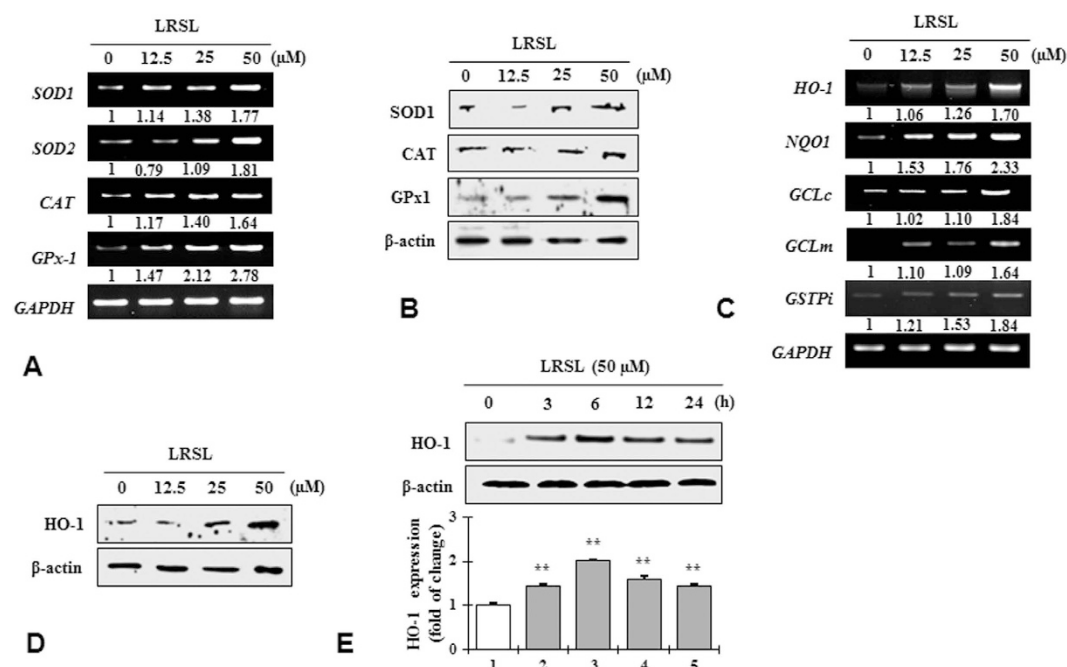 LRSL
0 12.5 25 50 (μM)
SOD1
1 1.14 1.38 1.77
SOD2
1 0.79 1.09 1.81
CAT
1 1.17 1.40 1.64
GPx-1
1 1.47 2.12 2.78
GAPDH
A
LRSL
0 12.5 25 50 (μM)
SOD1
CAT
GPx1
β-actin
B
LRSL
0 12.5 25 50 (μM)
HO-1
1.06 1.26 1.70
NQO1
1 1.53 1.76 2.33
GCLc
1 1.02 1.10 1.84
GCLm
1 1.10 1.09 1.64
GSTPi
1 1.21 1.53 1.84
GAPDH
C
LRSL
0 12.5 25 50 (μM)
HO-1
β-actin
D
LRSL (50 μM)
0 3 6 12 24 (h)
HO-1
β-actin
HO-1 expression
(fold of change)
3
2
1
0
** ** ** **
1 2 3 4 5
E